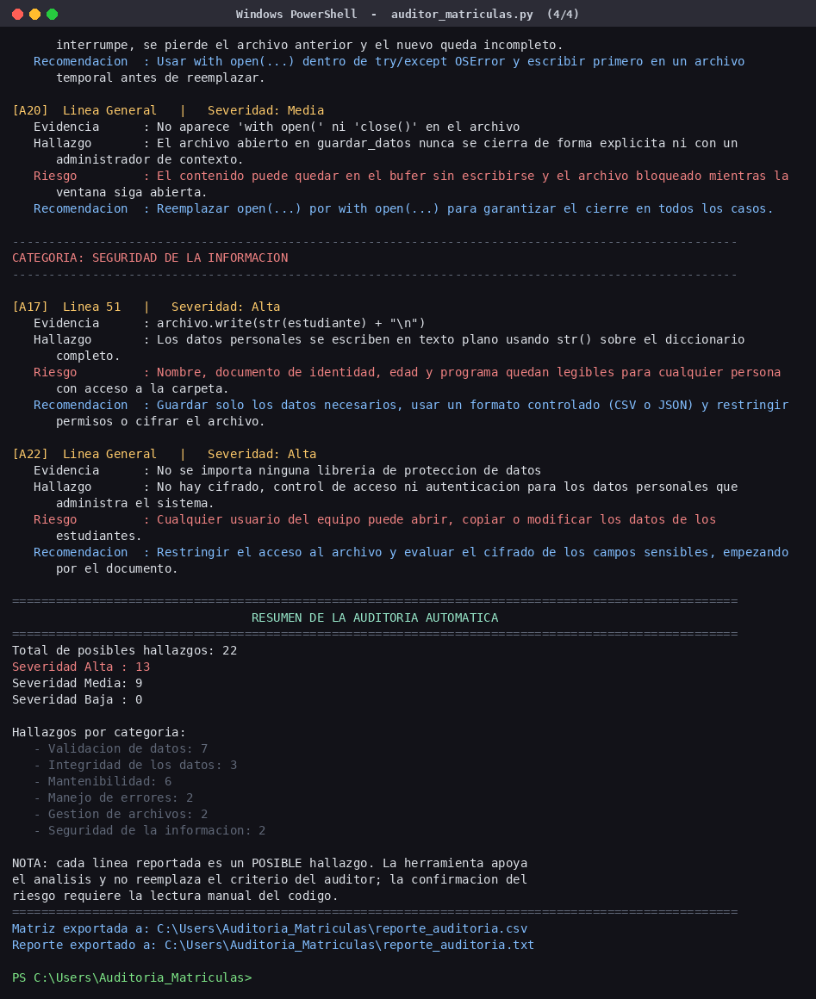 Windows PowerShell - auditor_matriculas.py (4/4)
interrumpe, se pierde el archivo anterior y el nuevo queda incompleto.
Recomendacion : Usar with open(...) dentro de try/except OSError y escribir primero en un archivo
temporal antes de reemplazar.
[A20] Linea General | Severidad: Media
Evidencia : No aparece 'with open(' ni 'close()' en el archivo
Hallazgo : El archivo abierto en guardar_datos nunca se cierra de forma explicita ni con un
administrador de contexto.
Riesgo : El contenido puede quedar en el bufer sin escribirse y el archivo bloqueado mientras la
ventana siga abierta.
Recomendacion : Reemplazar open(...) por with open(...) para garantizar el cierre en todos los casos.
----------------------------------------------------------------------------------------------------
CATEGORIA: SEGURIDAD DE LA INFORMACION
----------------------------------------------------------------------------------------------------
[A17] Linea 51 | Severidad: Alta
Evidencia : archivo.write(str(estudiante) + "\n")
Hallazgo : Los datos personales se escriben en texto plano usando str() sobre el diccionario
completo.
Riesgo : Nombre, documento de identidad, edad y programa quedan legibles para cualquier persona
con acceso a la carpeta.
Recomendacion : Guardar solo los datos necesarios, usar un formato controlado (CSV o JSON) y restringir
permisos o cifrar el archivo.
[A22] Linea General | Severidad: Alta
Evidencia : No se importa ninguna libreria de proteccion de datos
Hallazgo : No hay cifrado, control de acceso ni autenticacion para los datos personales que
administra el sistema.
Riesgo : Cualquier usuario del equipo puede abrir, copiar o modificar los datos de los
estudiantes.
Recomendacion : Restringir el acceso al archivo y evaluar el cifrado de los campos sensibles, empezando
por el documento.
====================================================================================================
RESUMEN DE LA AUDITORIA AUTOMATICA
====================================================================================================
Total de posibles hallazgos: 22
Severidad Alta : 13
Severidad Media: 9
Severidad Baja : 0
Hallazgos por categoria:
- Validacion de datos: 7
- Integridad de los datos: 3
- Mantenibilidad: 6
- Manejo de errores: 2
- Gestion de archivos: 2
- Seguridad de la informacion: 2
NOTA: cada linea reportada es un POSIBLE hallazgo. La herramienta apoya
el analisis y no reemplaza el criterio del auditor; la confirmacion del
riesgo requiere la lectura manual del codigo.
====================================================================================================
Matriz exportada a: C:\Users\Auditoria_Matriculas\reporte_auditoria.csv
Reporte exportado a: C:\Users\Auditoria_Matriculas\reporte_auditoria.txt
PS C:\Users\Auditoria_Matriculas>